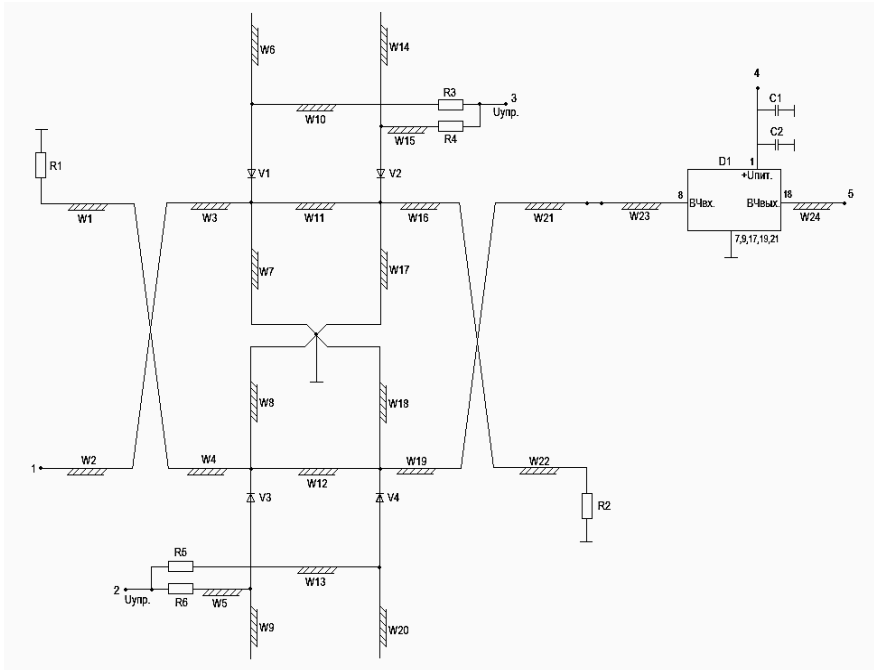 W6
W14
4
R3
3
C1
W10
Uупр.
R4
W15
C2
R1
V1
V2
D1
1
+Uпит.
8
ВЧвх.
ВЧвых.
16
5
W1
W3
W11
W16
W21
W23
W24
7,9,17,19,21
W7
W17
W8
W18
1
W2
W4
W12
W19
W22
V3
V4
R2
R5
2
Uупр.
R6
W5
W13
W9
W20